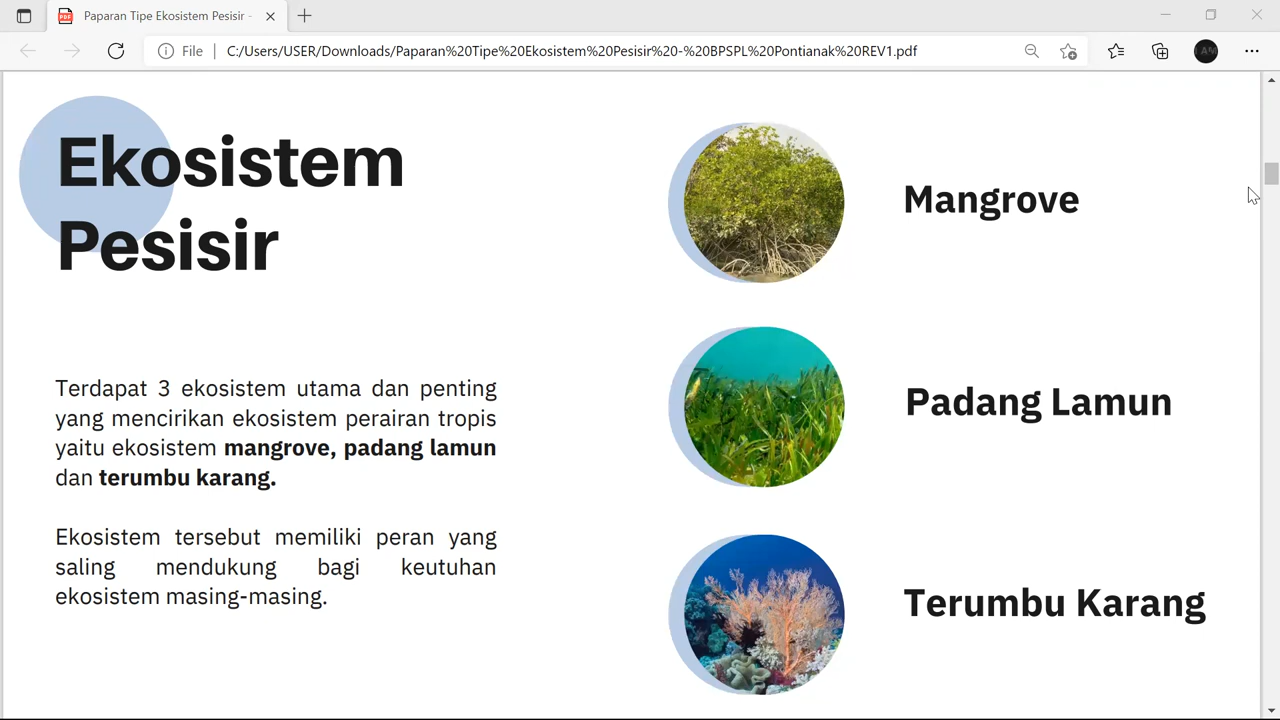 Paparan Tipe Ekosistem Pesisir -
File
C:/Users/USER/Downloads/Paparan%20Tipe%20Ekosistem%20Pesisir%20-%20BPSPL%20Pontianak%20REV1.pdf
Ekosistem
Pesisir
Terdapat 3 ekosistem utama dan penting
yang mencirikan ekosistem perairan tropis
yaitu ekosistem mangrove, padang lamun
dan terumbu karang.
Ekosistem tersebut memiliki peran yang
saling mendukung bagi keutuhan
ekosistem masing-masing.
Mangrove
Padang Lamun
Terumbu Karang